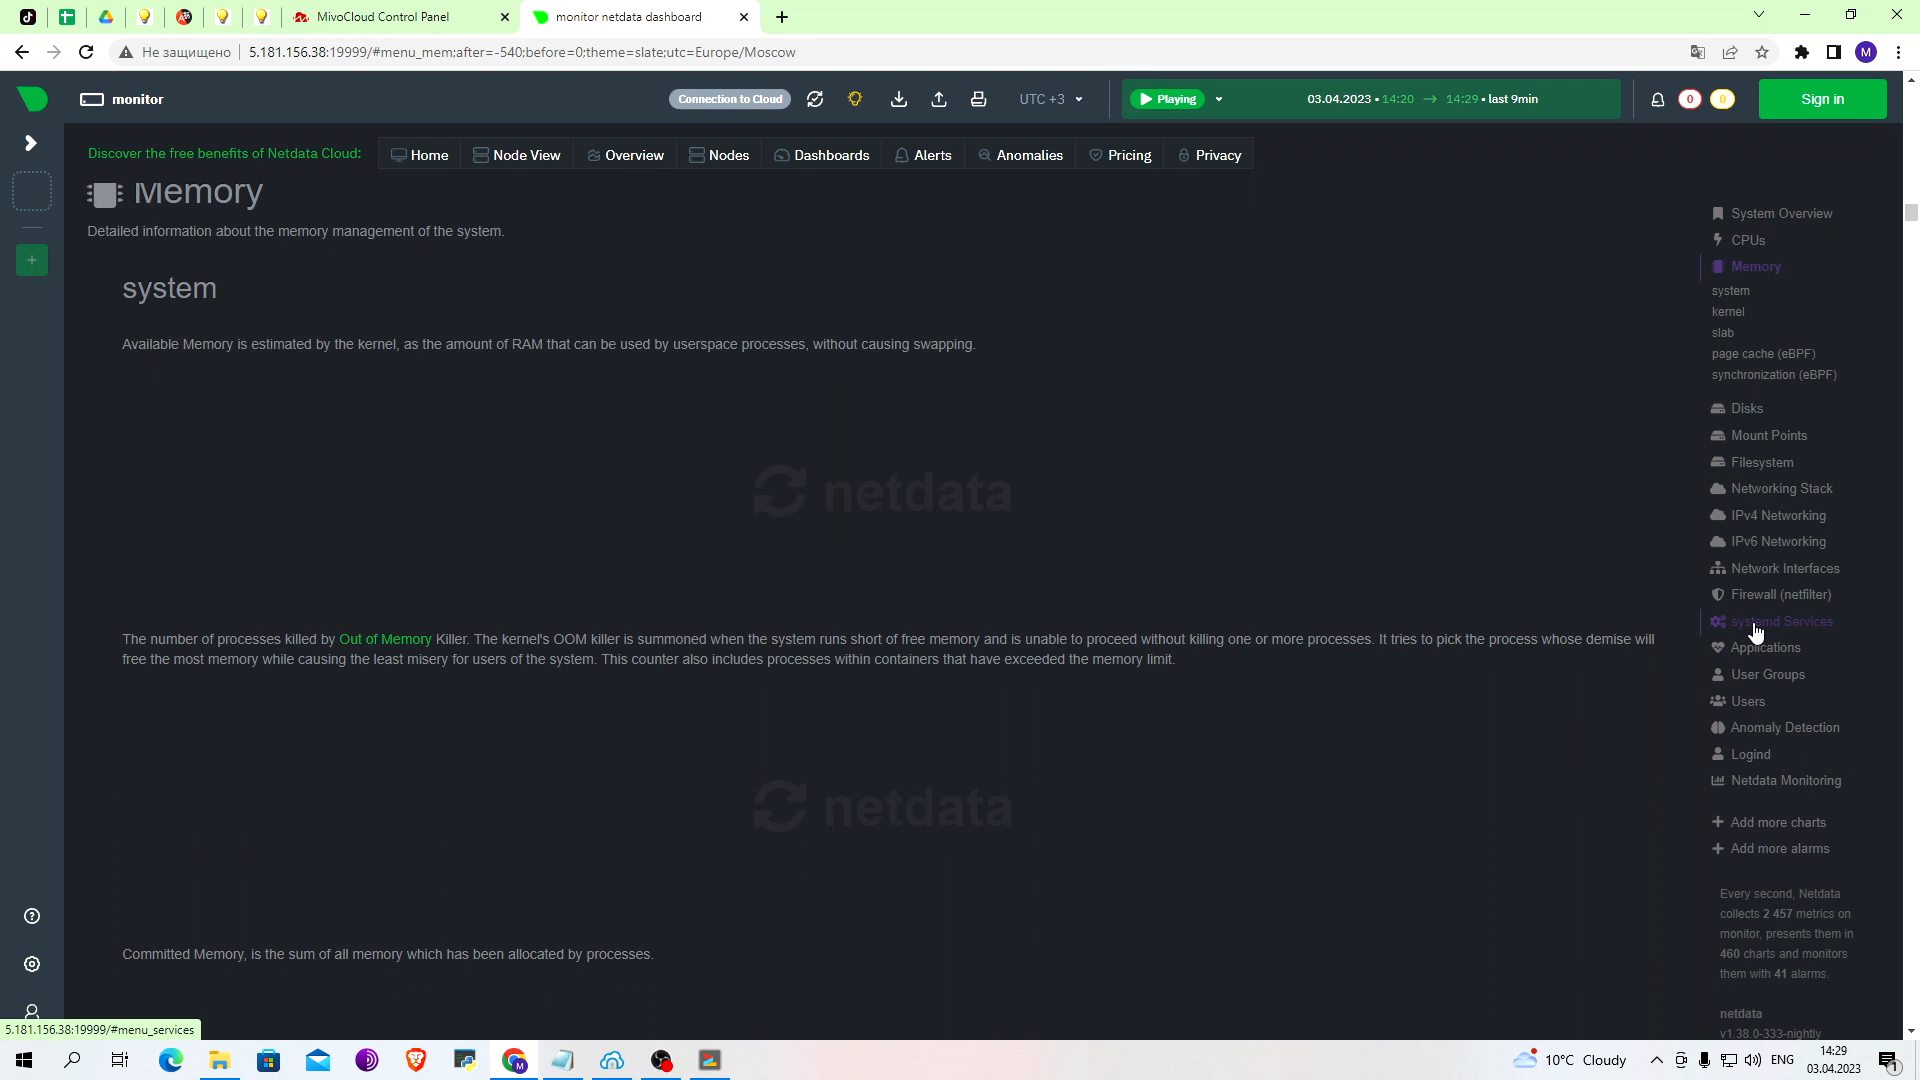 MivoCloud Control Panel
monitor netdata dashboard
Не защищено
5.181.156.38:19999/#menu_mem;after=-540;before=0;theme=slate;utc=Europe/Moscow
M
monitor
Connection to Cloud
UTC +3
Playing
03.04.2023 • 14:20 → 14:29 • last 9min
0
0
Sign in
Discover the free benefits of Netdata Cloud:
Home
Node View
Overview
Nodes
Dashboards
Alerts
Anomalies
Pricing
Privacy
Memory
Detailed information about the memory management of the system.
system
Available Memory is estimated by the kernel, as the amount of RAM that can be used by userspace processes, without causing swapping.
netdata
The number of processes killed by Out of Memory Killer. The kernel's OOM killer is summoned when the system runs short of free memory and is unable to proceed without killing one or more processes. It tries to pick the process whose demise will
free the most memory while causing the least misery for users of the system. This counter also includes processes within containers that have exceeded the memory limit.
netdata
Committed Memory, is the sum of all memory which has been allocated by processes.
System Overview
CPUs
Memory
system
kernel
slab
page cache (eBPF)
synchronization (eBPF)
Disks
Mount Points
Filesystem
Networking Stack
IPv4 Networking
IPv6 Networking
Network Interfaces
Firewall (netfilter)
systemd Services
Applications
User Groups
Users
Anomaly Detection
Logind
Netdata Monitoring
Add more charts
Add more alarms
Every second, Netdata
collects 2 457 metrics on
monitor, presents them in
460 charts and monitors
them with 41 alarms.
netdata
v1.38.0-333-nightly
5.181.156.38:19999/#menu_services
10°C Cloudy
ENG
14:29
03.04.2023
1